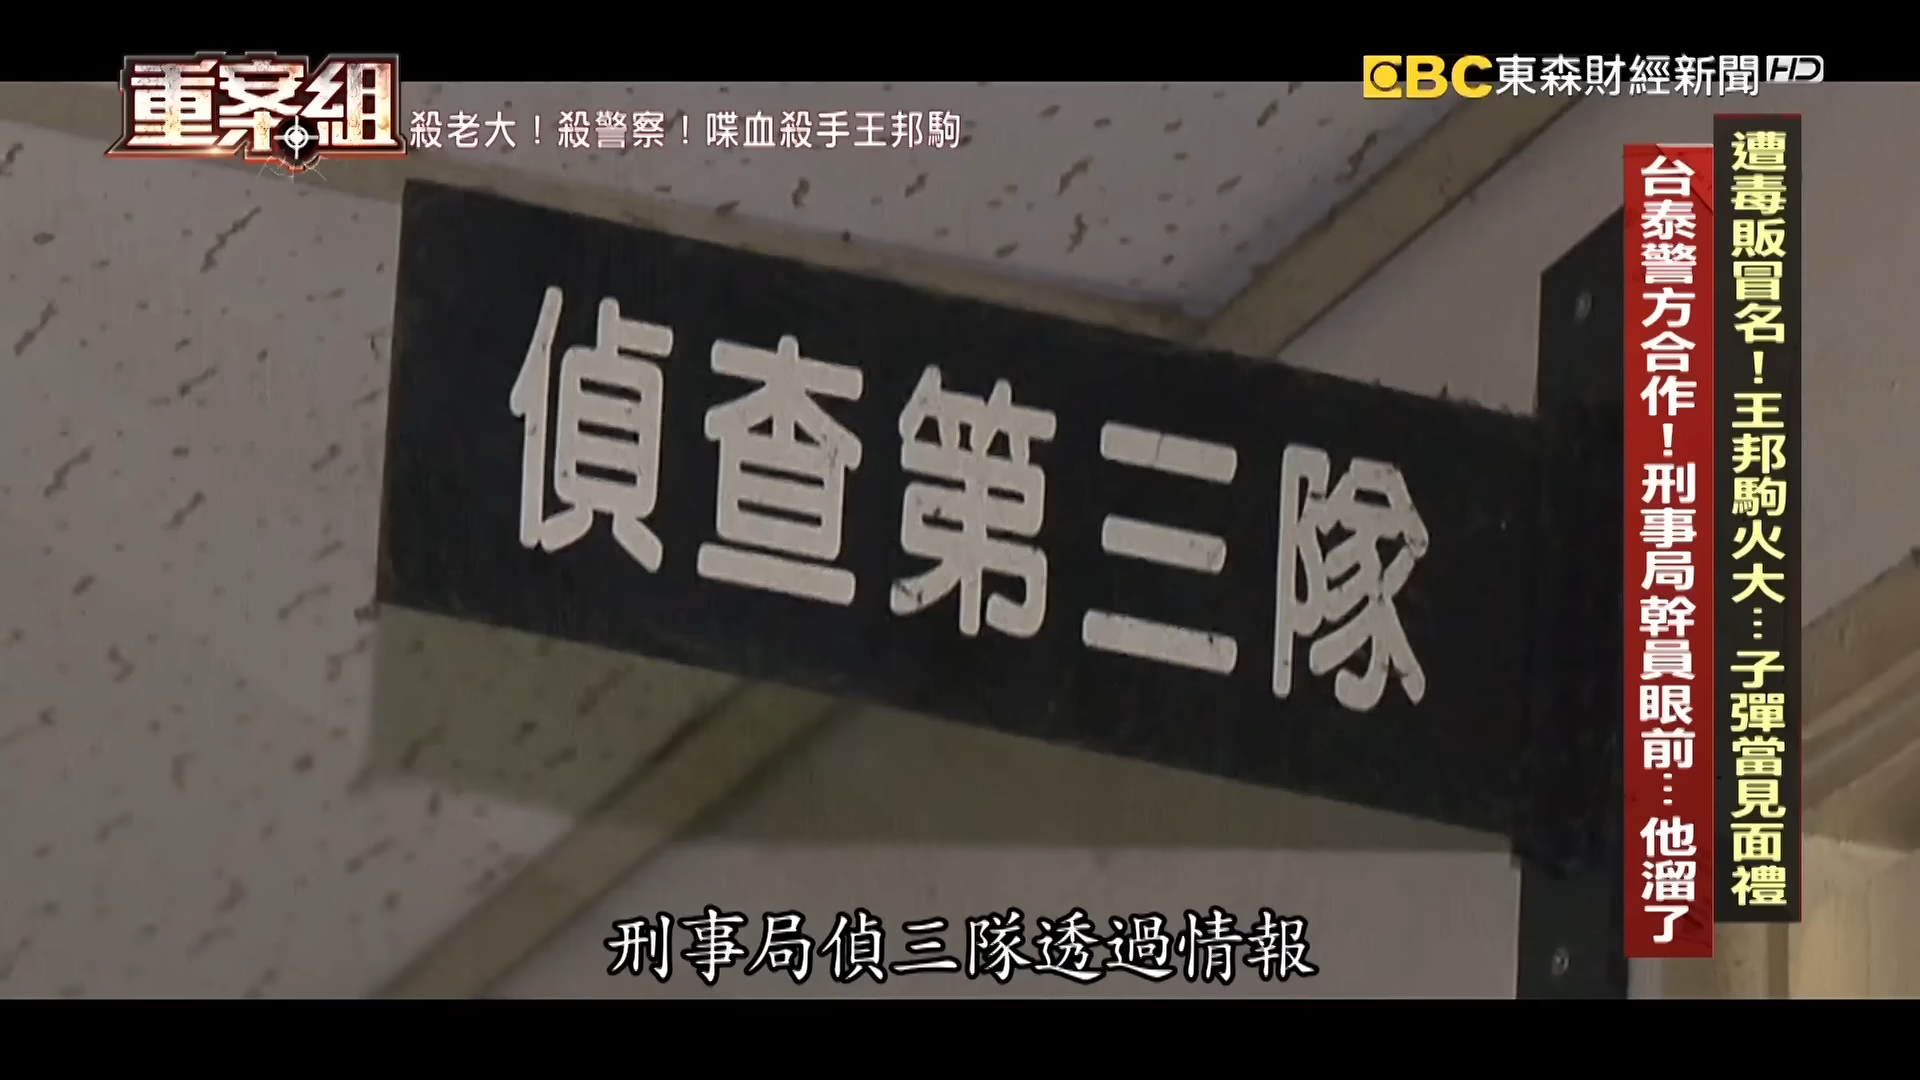 重案組
殺老大！殺警察！喋血殺手王邦駒
EBC東森財經新聞HD
遭毒販冒名！王邦駒火大…子彈當見面禮
台泰警方合作！刑事局幹員眼前…他溜了
偵查第三隊
刑事局偵三隊透過情報